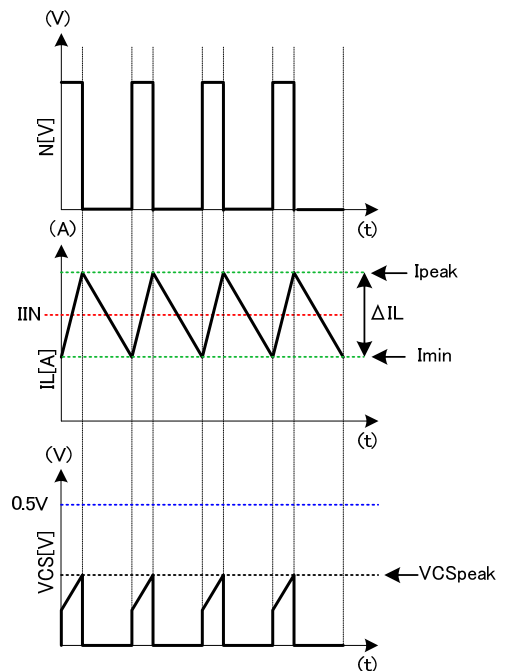 (V)
N[V]
(t)
(A)
Ipeak
IIN
ΔIL
Imin
IL[A]
(t)
(V)
0.5V
VCS[V]
VCSpeak
(t)